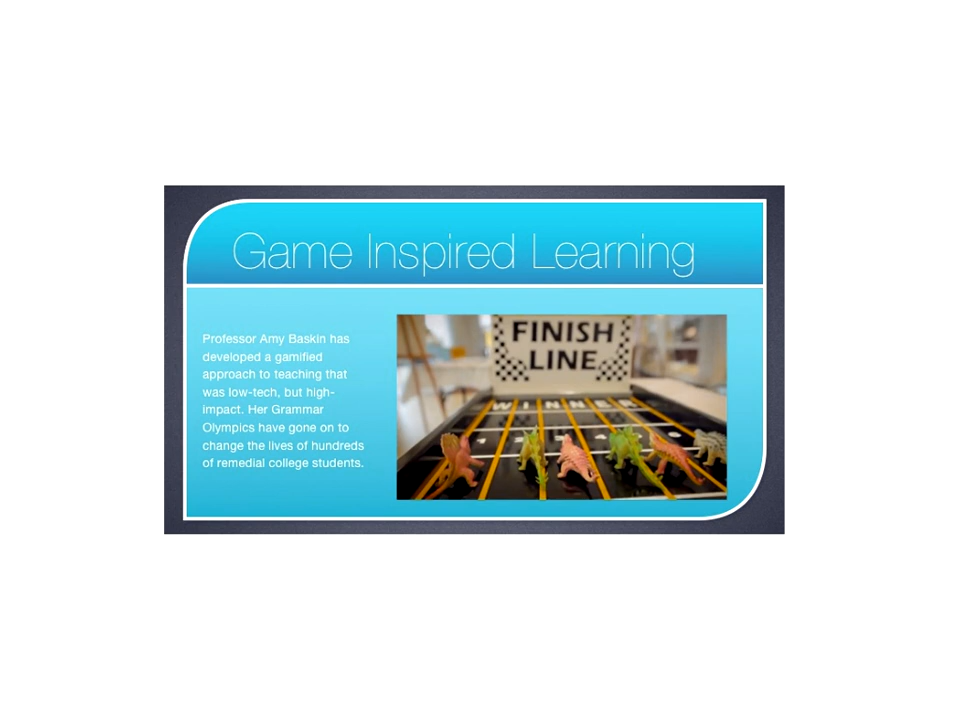 Game Inspired Learning
Professor Amy Baskin has
developed a gamified
approach to teaching that
was low-tech, but high-
impact. Her Grammar
Olympics have gone on to
change the lives of hundreds
of remedial college students.
FINISH
LINE
WINNER